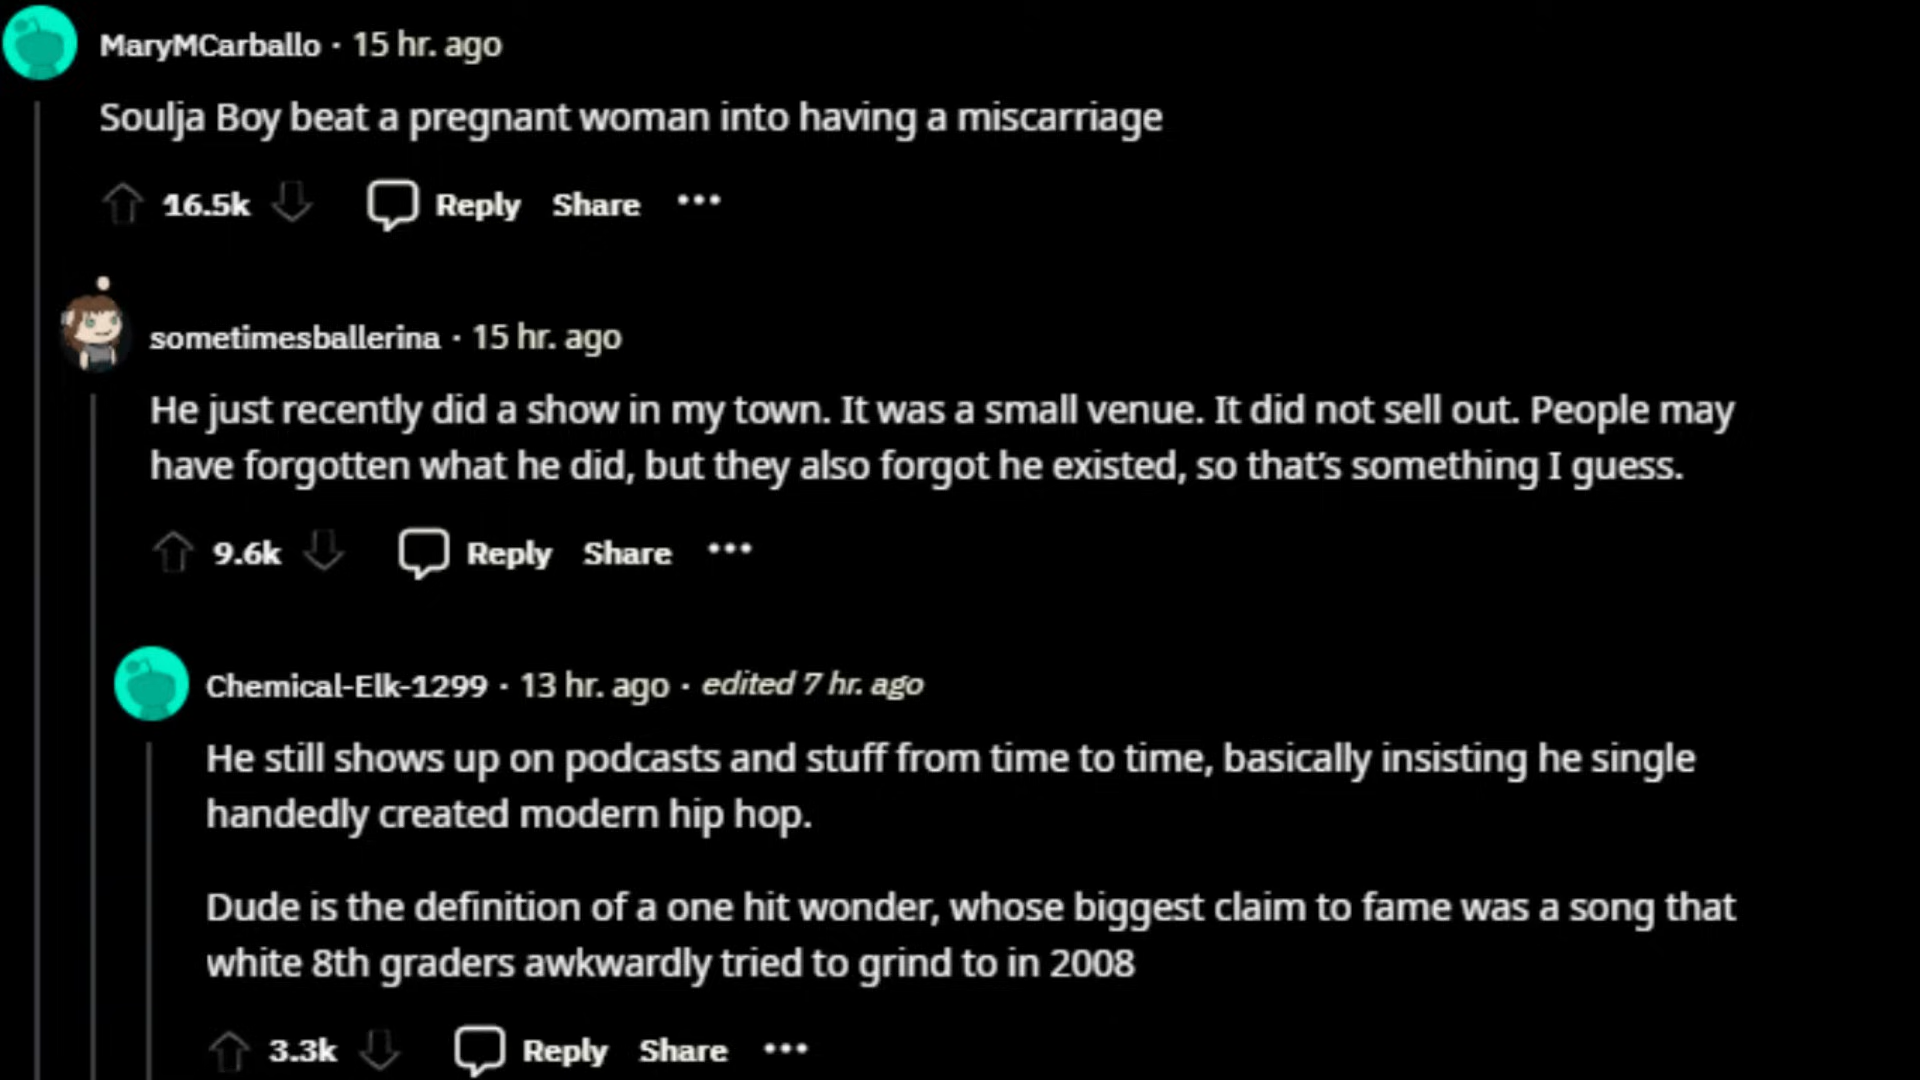 MaryMCarballo · 15 hr. ago
Soulja Boy beat a pregnant woman into having a miscarriage
16.5k Reply Share •••
sometimesballerina · 15 hr. ago
He just recently did a show in my town. It was a small venue. It did not sell out. People may
have forgotten what he did, but they also forgot he existed, so that's something I guess.
9.6k Reply Share •••
Chemical-Elk-1299 · 13 hr. ago · edited 7 hr. ago
He still shows up on podcasts and stuff from time to time, basically insisting he single
handedly created modern hip hop.
Dude is the definition of a one hit wonder, whose biggest claim to fame was a song that
white 8th graders awkwardly tried to grind to in 2008
3.3k Reply Share •••